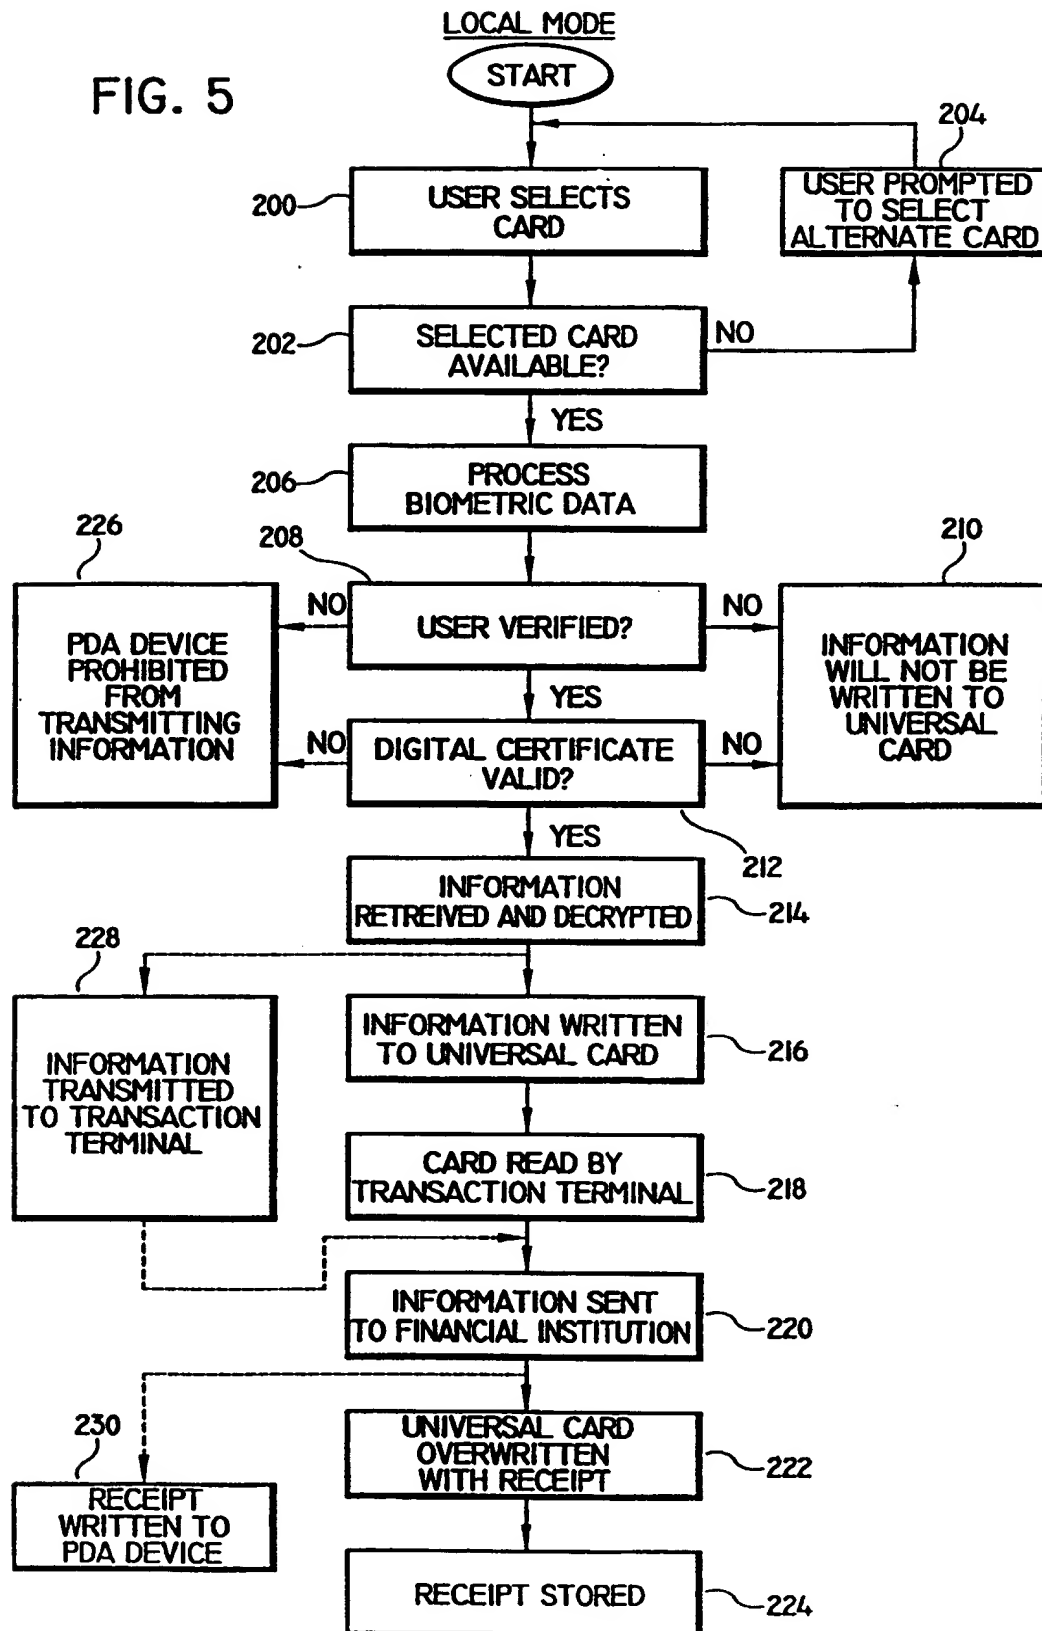 LOCAL MODE
START
FIG. 5
204
200
USER SELECTS
CARD
USER PROMPTED
TO SELECT
ALTERNATE CARD
202
SELECTED CARD
AVAILABLE?
NO
YES
206
PROCESS
BIOMETRIC DATA
226
208
210
PDA DEVICE
PROHIBITED
FROM
TRANSMITTING
INFORMATION
NO
USER VERIFIED?
NO
INFORMATION
WILL NOT BE
WRITTEN TO
UNIVERSAL
CARD
YES
NO
DIGITAL CERTIFICATE
VALID?
NO
YES
212
INFORMATION
RETREIVED AND DECRYPTED
214
228
INFORMATION
TRANSMITTED
TO TRANSACTION
TERMINAL
INFORMATION WRITTEN
TO UNIVERSAL CARD
216
CARD READ BY
TRANSACTION TERMINAL
218
INFORMATION SENT
TO FINANCIAL INSTITUTION
220
230
RECEIPT
WRITTEN TO
PDA DEVICE
UNIVERSAL CARD
OVERWRITTEN
WITH RECEIPT
222
RECEIPT STORED
224